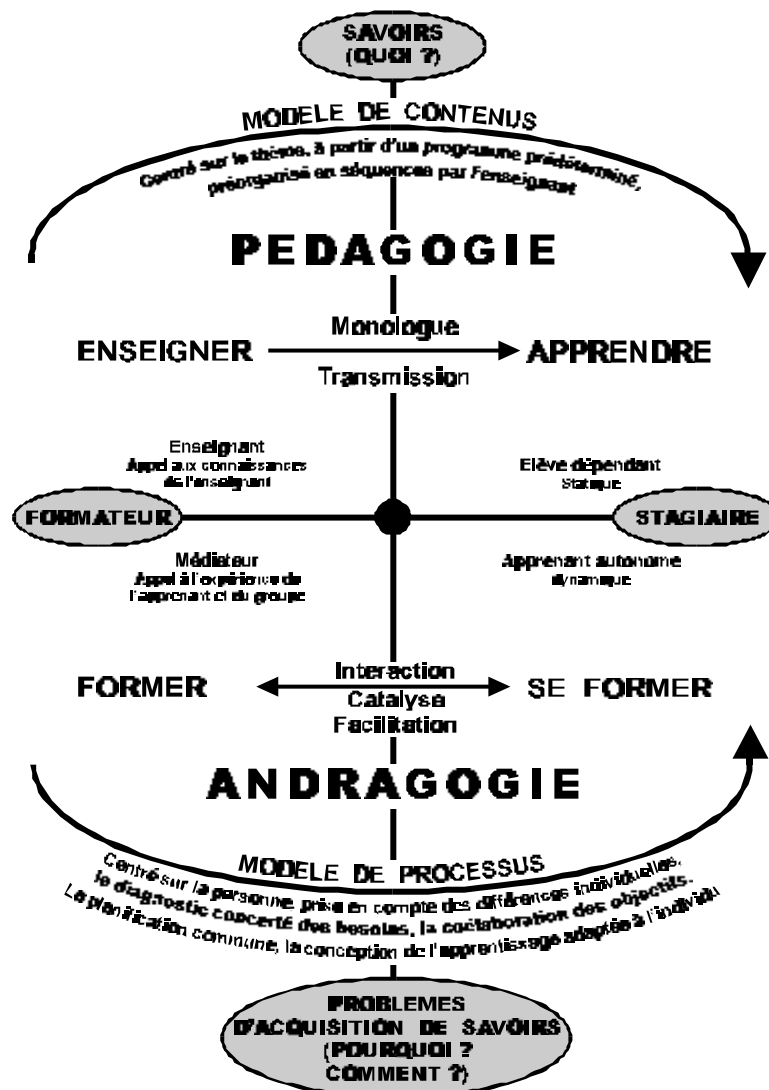 SAVOIRS
(QUOI ?)
MODELE DE CONTENUS
Centré sur le thème, à partir d'un programme prédéterminé,
préorganisé en séquences par l'enseignant
PEDAGOGIE
Monologue
ENSEIGNER
APPRENDRE
Transmission
Enseignant
Appel aux connaissances
de l'enseignant
Elève dépendant
Statique
FORMATEUR
STAGIAIRE
Médiateur
Appel à l'expérience de
l'apprenant et du groupe
Apprenant autonome
dynamique
Interaction
FORMER
SE FORMER
Catalyse
Facilitation
ANDRAGOGIE
MODELE DE PROCESSUS
Centré sur la personne, prise en compte des différences individuelles,
le diagnostic concerté des besoins, la collaboration des objectifs.
La planification commune, la conception de l'apprentissage adaptée à l'individu
PROBLEMES
D'ACQUISITION DE SAVOIRS
(POURQUOI ?
COMMENT ?)